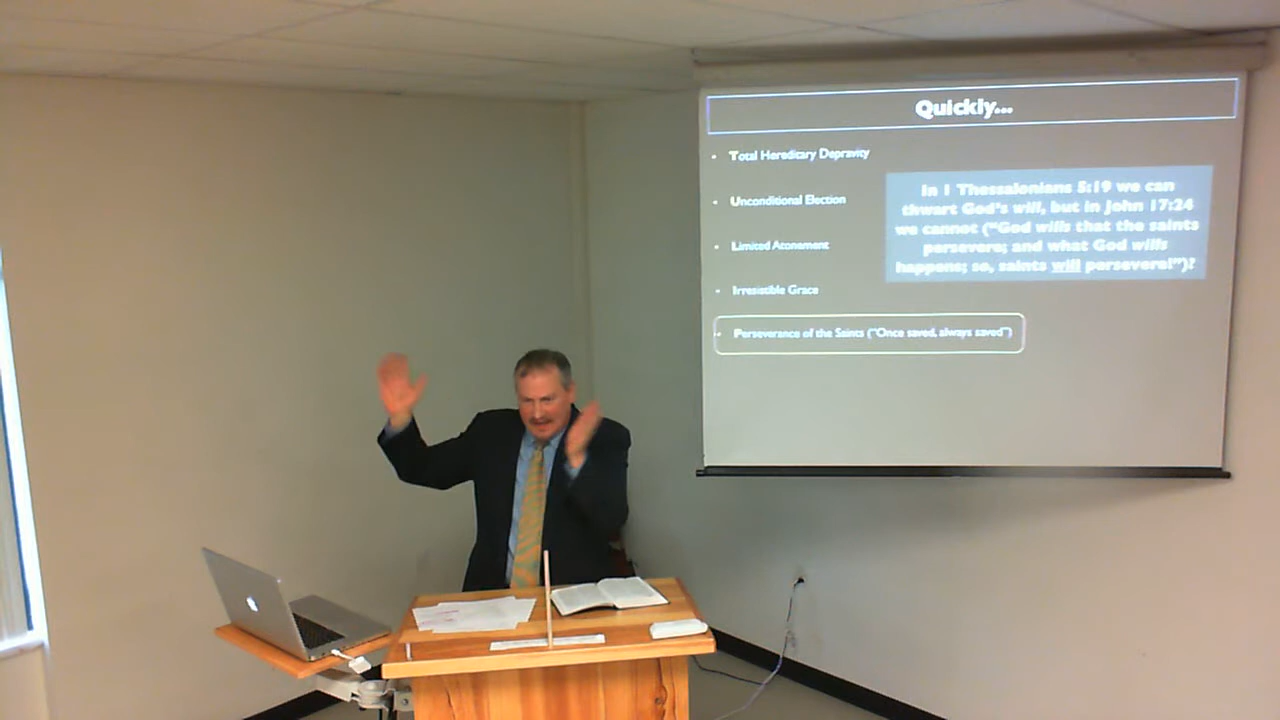 Quickly...
• Total Hereditary Depravity
• Unconditional Election
• Limited Atonement
• Irresistible Grace
• Perseverance of the Saints ("Once saved, always saved")
In 1 Thessalonians 5:19 we can
thwart God's will, but in John 17:24
we cannot ("God wills that the saints
persevere; and what God wills
happens; so, saints will persevere!")?